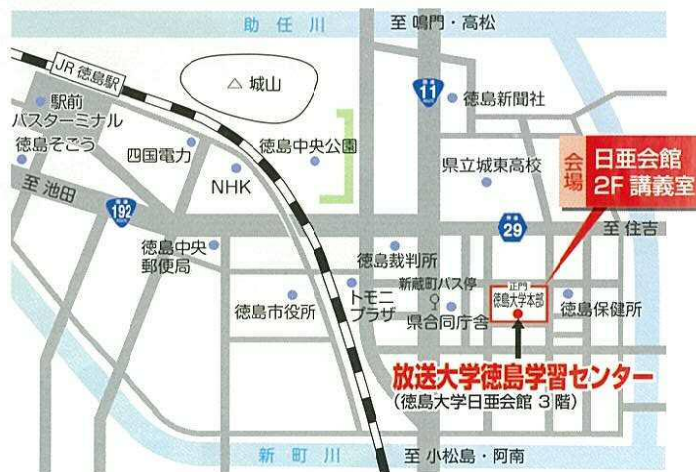 助任川
至 鳴門・高松
JR 徳島駅
城山
11
徳島新聞社
駅前
バスターミナル
徳島そごう
四国電力
徳島中央公園
NHK
県立城東高校
会場
日亜会館
2F 講義室
至 池田
192
29
至 住吉
徳島中央
郵便局
徳島裁判所
新蔵町バス停
正門
徳島大学本部
トモニ
プラザ
徳島市役所
県合同庁舎
徳島保健所
放送大学徳島学習センター
(徳島大学日亜会館 3 階)
新町川
至 小松島・阿南